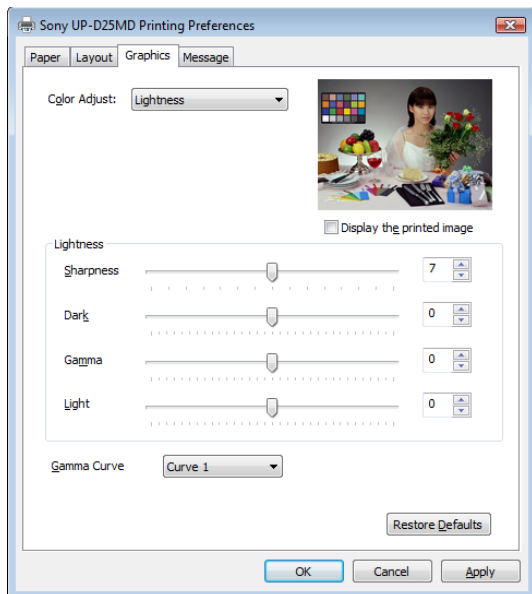 Sony UP-D25MD Printing Preferences
Paper Layout Graphics Message
Color Adjust: Lightness
Display the printed image
Lightness
Sharpness 7
Dark 0
Gamma 0
Light 0
Gamma Curve Curve 1
Restore Defaults
OK Cancel Apply